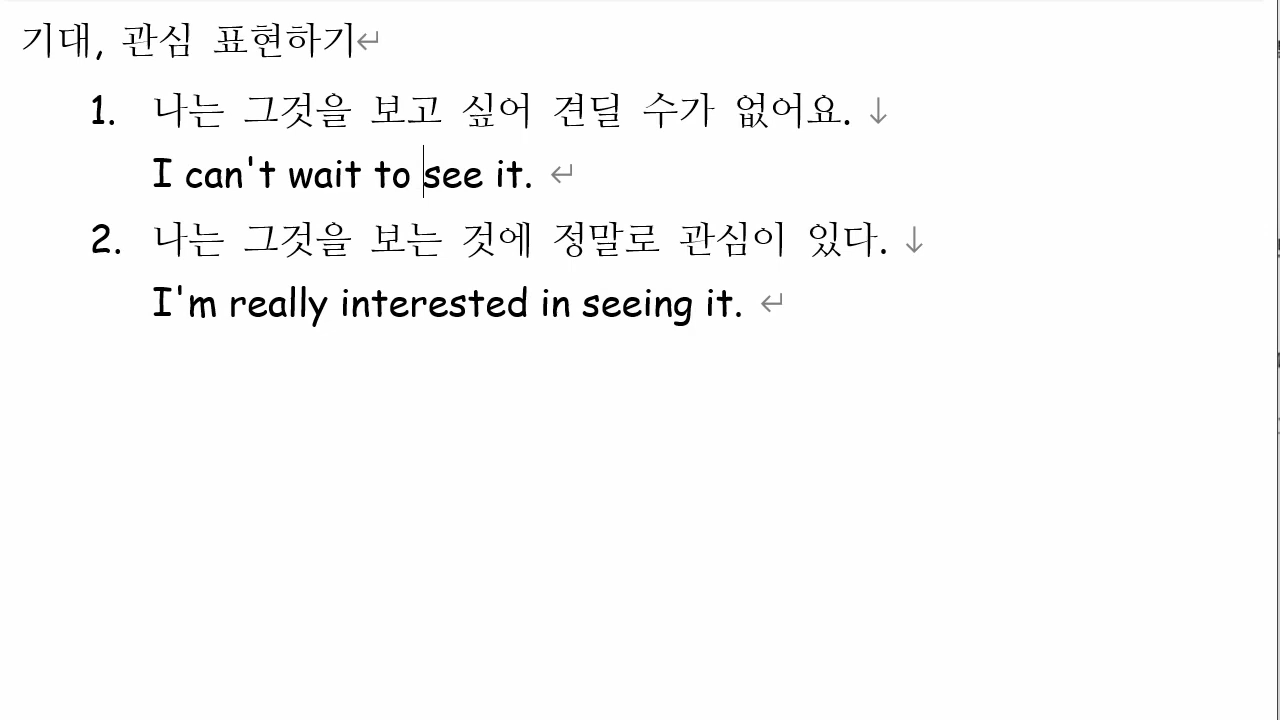 기대, 관심 표현하기↵
1. 나는 그것을 보고 싶어 견딜 수가 없어요. ↓
I can't wait to see it. ↵
2. 나는 그것을 보는 것에 정말로 관심이 있다. ↓
I'm really interested in seeing it. ↵